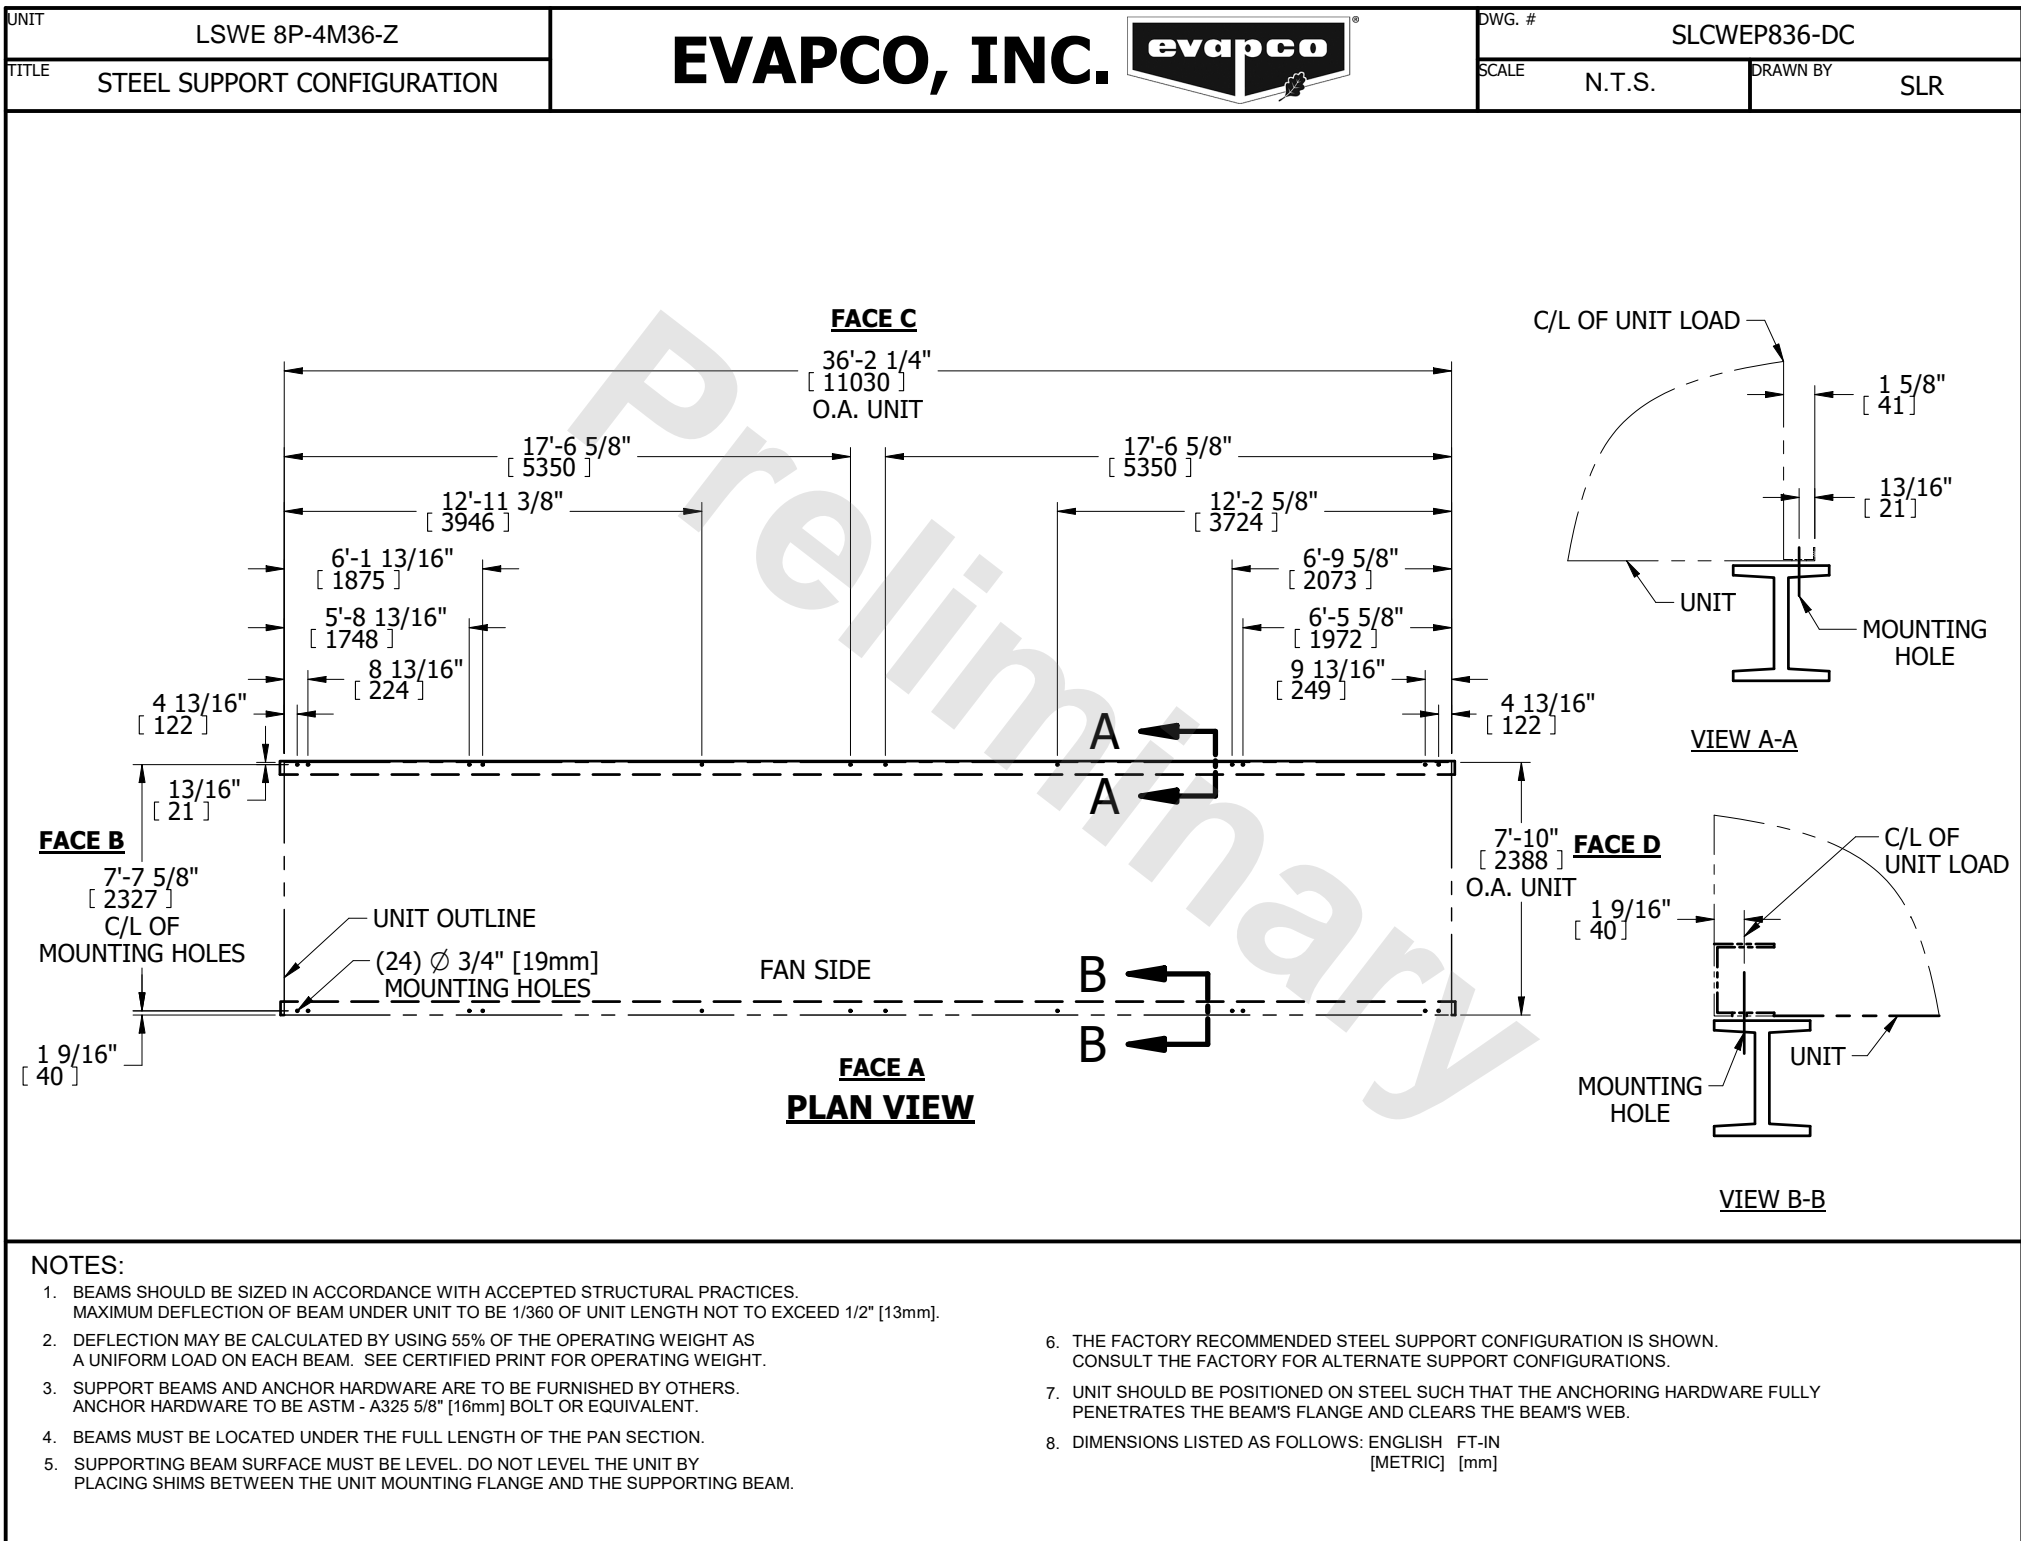 UNIT
LSWE 8P-4M36-Z
TITLE
STEEL SUPPORT CONFIGURATION
EVAPCO, INC.
evapco
®
DWG. #
SLCWEP836-DC
SCALE
N.T.S.
DRAWN BY
SLR
Preliminary
FACE C
36'-2 1/4"
[ 11030 ]
O.A. UNIT
17'-6 5/8"
[ 5350 ]
17'-6 5/8"
[ 5350 ]
12'-11 3/8"
[ 3946 ]
12'-2 5/8"
[ 3724 ]
6'-1 13/16"
[ 1875 ]
6'-9 5/8"
[ 2073 ]
5'-8 13/16"
[ 1748 ]
6'-5 5/8"
[ 1972 ]
8 13/16"
[ 224 ]
9 13/16"
[ 249 ]
4 13/16"
[ 122 ]
4 13/16"
[ 122 ]
13/16"
[ 21 ]
A
A
FACE B
7'-7 5/8"
[ 2327 ]
C/L OF
MOUNTING HOLES
7'-10"
[ 2388 ]
O.A. UNIT
FACE D
UNIT OUTLINE
(24) Ø 3/4" [19mm]
MOUNTING HOLES
FAN SIDE
B
B
1 9/16"
[ 40 ]
FACE A
PLAN VIEW
C/L OF UNIT LOAD
1 5/8"
[ 41 ]
13/16"
[ 21 ]
UNIT
MOUNTING
HOLE
VIEW A-A
C/L OF
UNIT LOAD
1 9/16"
[ 40 ]
UNIT
MOUNTING
HOLE
VIEW B-B
NOTES:
1. BEAMS SHOULD BE SIZED IN ACCORDANCE WITH ACCEPTED STRUCTURAL PRACTICES.
MAXIMUM DEFLECTION OF BEAM UNDER UNIT TO BE 1/360 OF UNIT LENGTH NOT TO EXCEED 1/2" [13mm].
2. DEFLECTION MAY BE CALCULATED BY USING 55% OF THE OPERATING WEIGHT AS
A UNIFORM LOAD ON EACH BEAM. SEE CERTIFIED PRINT FOR OPERATING WEIGHT.
3. SUPPORT BEAMS AND ANCHOR HARDWARE ARE TO BE FURNISHED BY OTHERS.
ANCHOR HARDWARE TO BE ASTM - A325 5/8" [16mm] BOLT OR EQUIVALENT.
4. BEAMS MUST BE LOCATED UNDER THE FULL LENGTH OF THE PAN SECTION.
5. SUPPORTING BEAM SURFACE MUST BE LEVEL. DO NOT LEVEL THE UNIT BY
PLACING SHIMS BETWEEN THE UNIT MOUNTING FLANGE AND THE SUPPORTING BEAM.
6. THE FACTORY RECOMMENDED STEEL SUPPORT CONFIGURATION IS SHOWN.
CONSULT THE FACTORY FOR ALTERNATE SUPPORT CONFIGURATIONS.
7. UNIT SHOULD BE POSITIONED ON STEEL SUCH THAT THE ANCHORING HARDWARE FULLY
PENETRATES THE BEAM'S FLANGE AND CLEARS THE BEAM'S WEB.
8. DIMENSIONS LISTED AS FOLLOWS: ENGLISH FT-IN
[METRIC] [mm]